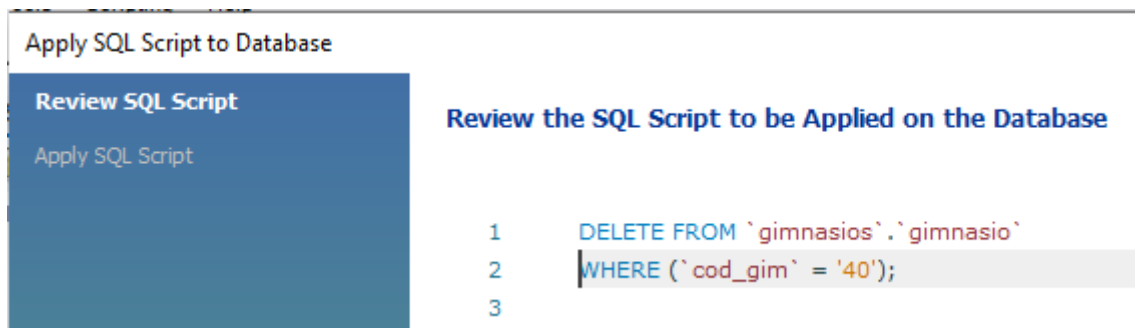 Apply SQL Script to Database
Review SQL Script
Apply SQL Script
Review the SQL Script to be Applied on the Database
1 DELETE FROM `gimnasios`.`gimnasio`
2 WHERE (`cod_gim` = '40');
3